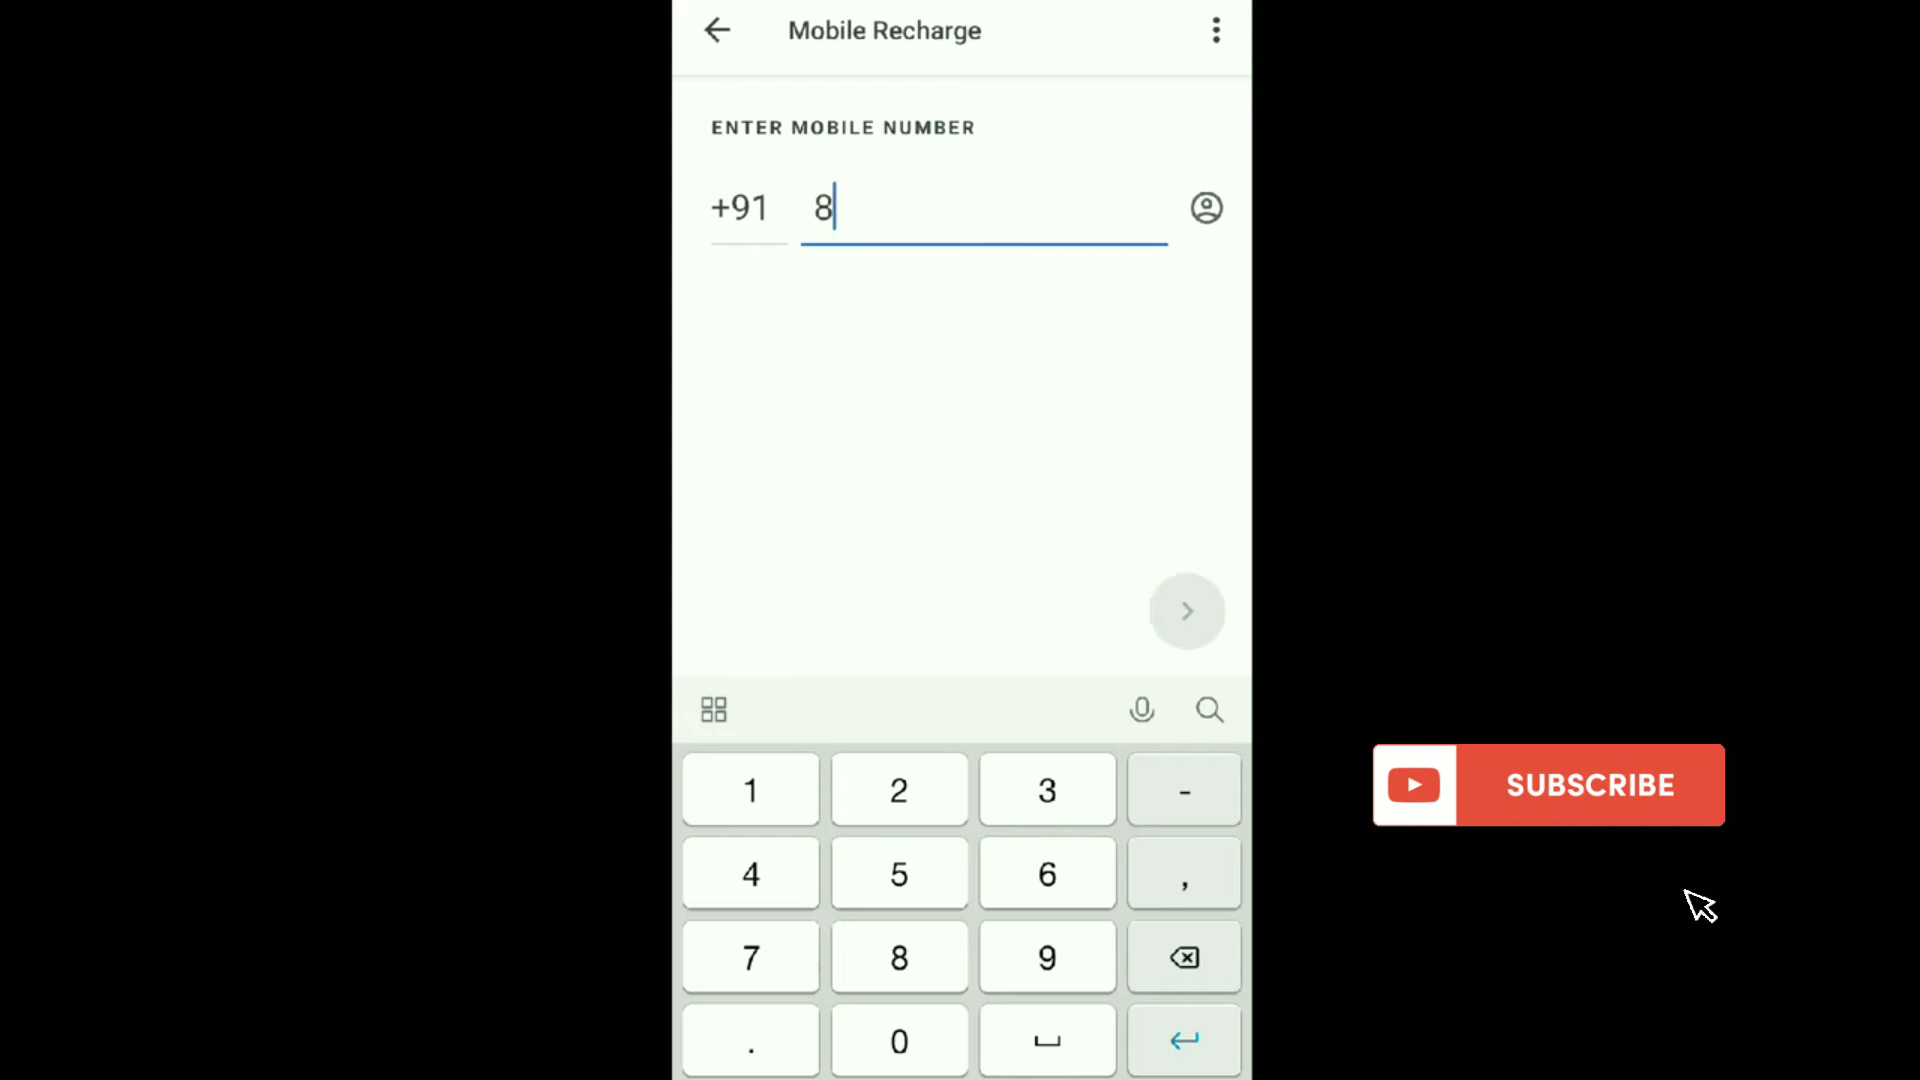 Mobile Recharge
ENTER MOBILE NUMBER
+91 8
1 2 3 -
4 5 6 ,
7 8 9
. 0
SUBSCRIBE